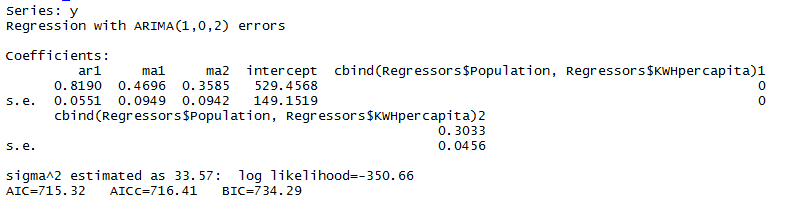 Series: y
Regression with ARIMA(1,0,2) errors
Coefficients:
ar1 ma1 ma2 intercept cbind(Regressors$Population, Regressors$KWHpercapita)1
0.8190 0.4696 0.3585 529.4568 0
s.e. 0.0551 0.0949 0.0942 149.1519 0
cbind(Regressors$Population, Regressors$KWHpercapita)2
0.3033
s.e. 0.0456
sigma^2 estimated as 33.57: log likelihood=-350.66
AIC=715.32 AICc=716.41 BIC=734.29